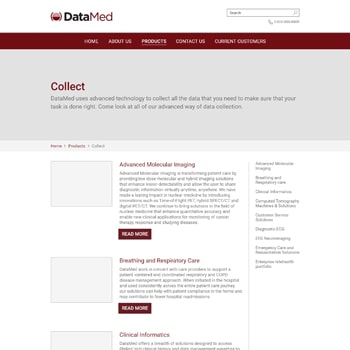 DataMed
Search
HOME ABOUT US PRODUCTS CONTACT US CURRENT CUSTOMERS
Collect
DataMed uses advanced technology to collect all the data that you need to make sure that your
task is done right. Come look at all of our advanced way of data collection.
Home > Products > Collect
Advanced Molecular Imaging
Advanced Molecular imaging is transforming patient care by
providing low dose molecular and hybrid imaging solutions
that enhance lesion detectability and allow the user to share
diagnostic information virtually anytime, anywhere. We have
made a lasting impact in nuclear medicine by introducing
innovations such as Time-of-Flight PET, hybrid SPECT/CT and
digital PET/CT. We continue to bring solutions in the field of
nuclear medicine that enhance quantitative accuracy and
enable new clinical applications for monitoring of cancer
therapy response and studying diseases.
READ MORE
Breathing and Respiratory Care
DataMed work in concert with care providers to support a
patient-centered and coordinated respiratory and COPD
disease management approach. When initiated in the hospital
and used consistently across the entire patient care journey,
our solutions can help with patient compliance in the home and
may contribute to fewer hospital readmissions.
READ MORE
Clinical Informatics
DataMed offers a breadth of solutions designed to access
Advanced Molecular
Imaging
Breathing and
Respiratory care
Clinical Informatics
Computed Tomography
Machines & Solutions
Customer Service
Solutions
Diagnostic ECG
EEG Neuroimaging
Emergency Care and
Resuscitation Solutions
Enterprise telehealth
portfolio